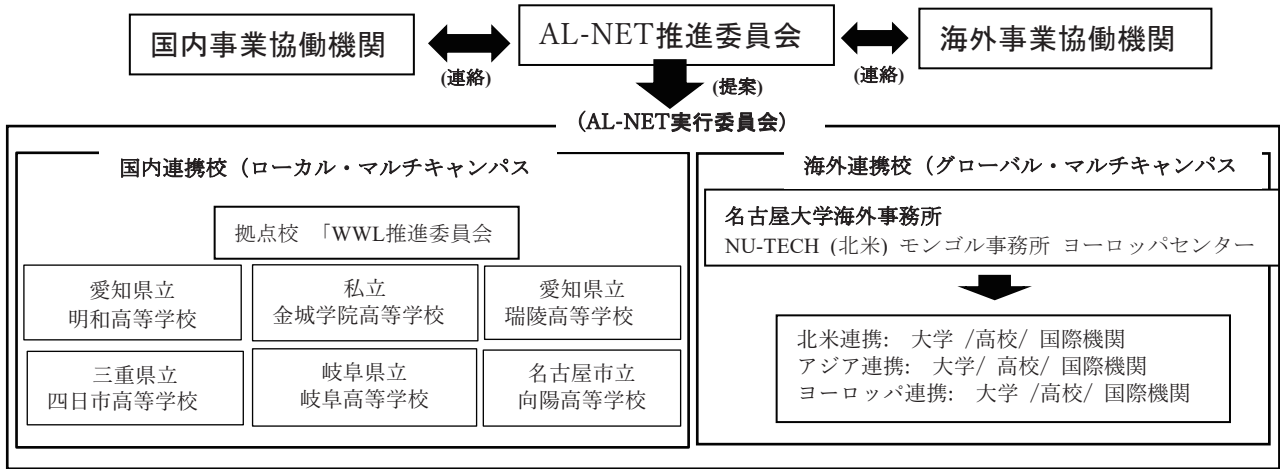 国内事業協働機関
AL-NET推進委員会
海外事業協働機関
(連絡)
(連絡)
(提案)
(AL-NET実行委員会)
国内連携校（ローカル・マルチキャンパス
拠点校 「WWL推進委員会
愛知県立
明和高等学校
私立
金城学院高等学校
愛知県立
瑞陵高等学校
三重県立
四日市高等学校
岐阜県立
岐阜高等学校
名古屋市立
向陽高等学校
海外連携校（グローバル・マルチキャンパス
名古屋大学海外事務所
NU-TECH (北米) モンゴル事務所 ヨーロッパセンター
北米連携: 大学 /高校/ 国際機関
アジア連携: 大学/ 高校/ 国際機関
ヨーロッパ連携: 大学 /高校/ 国際機関